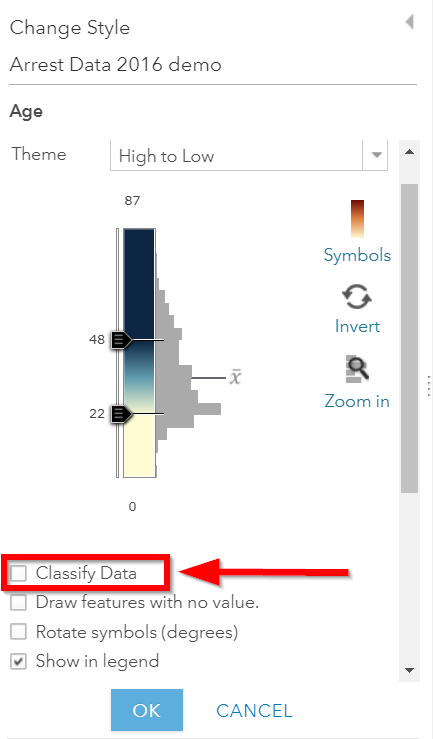 Change Style
Arrest Data 2016 demo
Age
Theme High to Low
87
Symbols
Invert
48
x̄
Zoom in
22
0
Classify Data
Draw features with no value.
Rotate symbols (degrees)
Show in legend
OK CANCEL